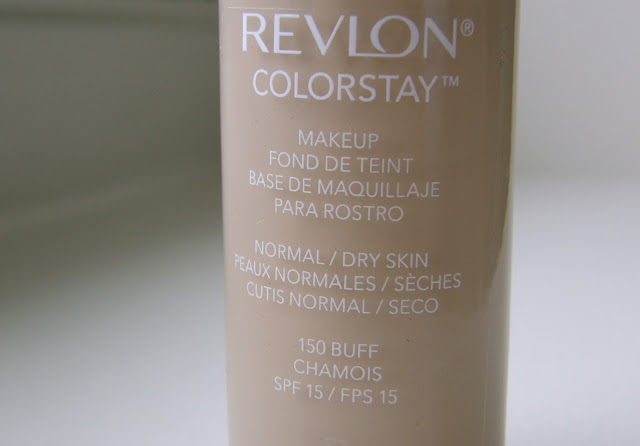 REVLON®
COLORSTAY™
MAKEUP
FOND DE TEINT
BASE DE MAQUILLAJE
PARA ROSTRO
NORMAL / DRY SKIN
PEAUX NORMALES / SÈCHES
CUTIS NORMAL / SECO
150 BUFF
CHAMOIS
SPF 15 / FPS 15